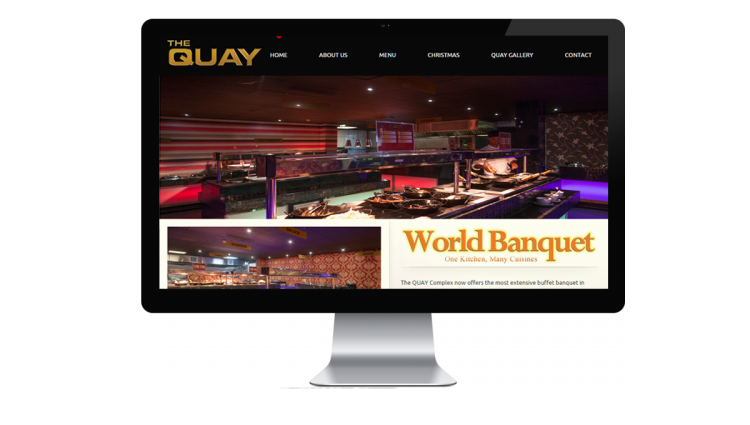 THE
QUAY
HOME ABOUT US MENU CHRISTMAS QUAY GALLERY CONTACT
World Banquet
One Kitchen, Many Cuisines
The QUAY Complex now offers the most extensive buffet banquet in